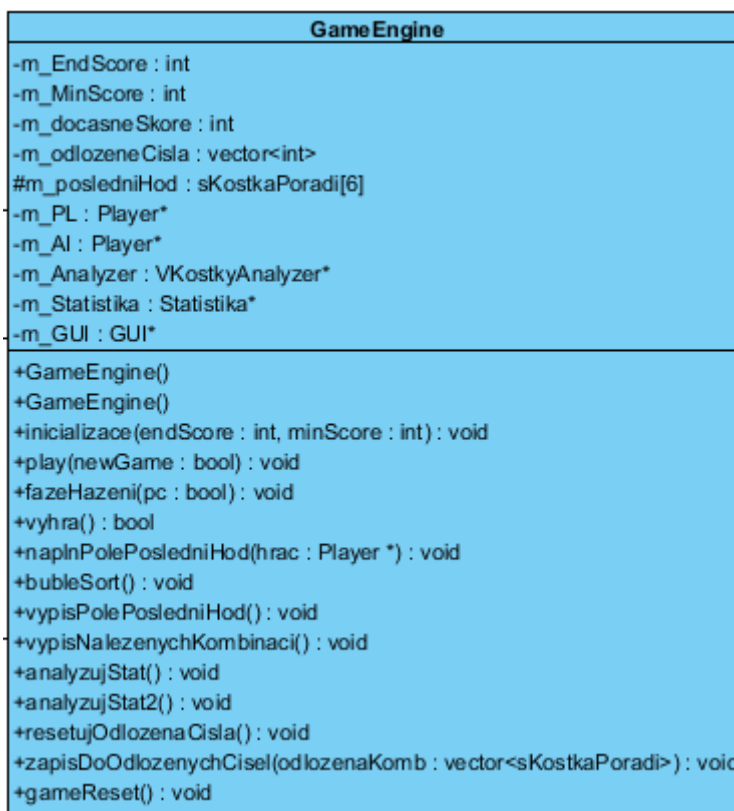 GameEngine
-m_EndScore : int
-m_MinScore : int
-m_docasneSkore : int
-m_odlozeneCisla : vector<int>
#m_posledniHod : sKostkaPoradi[6]
-m_PL : Player*
-m_AI : Player*
-m_Analyzer : VKostkyAnalyzer*
-m_Statistika : Statistika*
-m_GUI : GUI*
+GameEngine()
+GameEngine()
+inicializace(endScore : int, minScore : int) : void
+play(newGame : bool) : void
+fazeHazeni(pc : bool) : void
+vyhra() : bool
+naplnPolePosledniHod(hrac : Player *) : void
+bubleSort() : void
+vypisPolePosledniHod() : void
+vypisNalezenychKombinaci() : void
+analyzujStat() : void
+analyzujStat2() : void
+resetujOdlozenaCisla() : void
+zapisDoOdlozenychCisel(odlozenaKomb : vector<sKostkaPoradi>) : void
+gameReset() : void